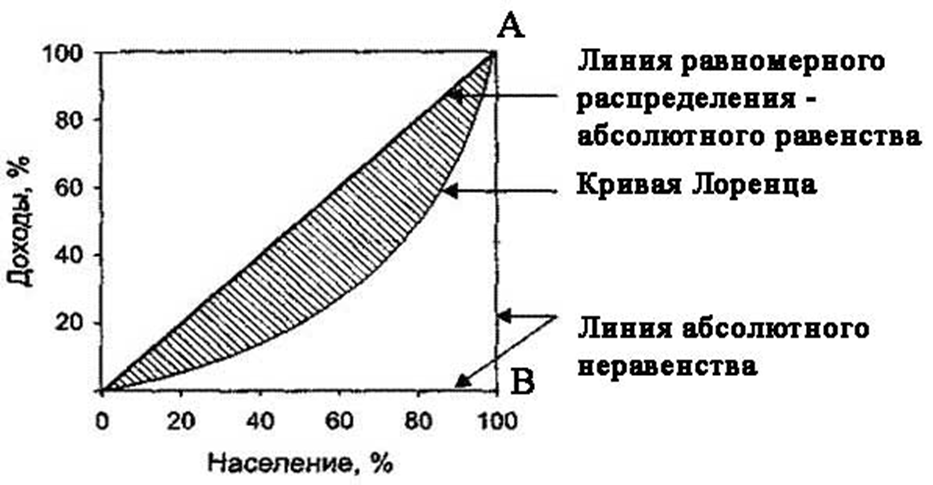 A
100
80
60
40
20
Доходы, %
0 20 40 60 80 100
Население, %
B
Линия равномерного
распределения -
абсолютного равенства
Кривая Лоренца
Линия абсолютного
неравенства